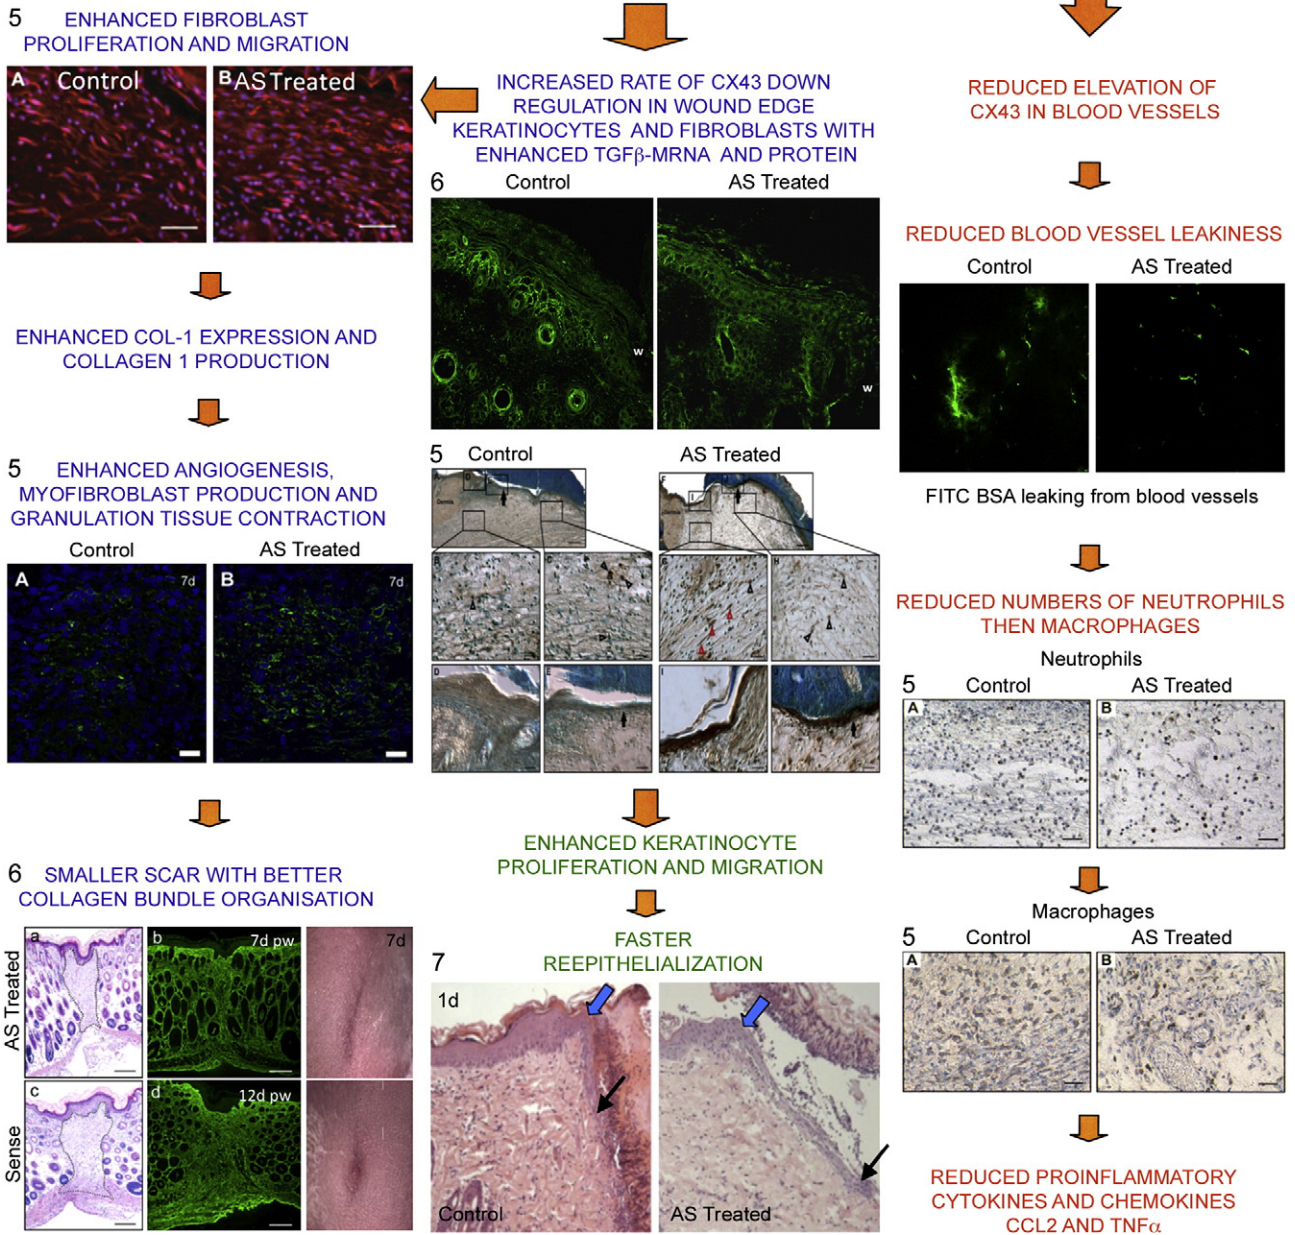 5
ENHANCED FIBROBLAST
PROLIFERATION AND MIGRATION
A
Control
B
AS Treated
ENHANCED COL-1 EXPRESSION AND
COLLAGEN 1 PRODUCTION
5
ENHANCED ANGIOGENESIS,
MYOFIBROBLAST PRODUCTION AND
GRANULATION TISSUE CONTRACTION
Control
AS Treated
A
7d
B
7d
6
SMALLER SCAR WITH BETTER
COLLAGEN BUNDLE ORGANISATION
AS Treated
a
b
7d pw
7d
Sense
c
d
12d pw
INCREASED RATE OF CX43 DOWN
REGULATION IN WOUND EDGE
KERATINOCYTES AND FIBROBLASTS WITH
ENHANCED TGFβ-MRNA AND PROTEIN
6
Control
AS Treated
w
w
5
Control
AS Treated
A
D
Dermis
F
I
B
C
G
H
D
E
I
ENHANCED KERATINOCYTE
PROLIFERATION AND MIGRATION
FASTER
REEPITHELIALIZATION
7
1d
Control
AS Treated
REDUCED ELEVATION OF
CX43 IN BLOOD VESSELS
REDUCED BLOOD VESSEL LEAKINESS
Control
AS Treated
FITC BSA leaking from blood vessels
REDUCED NUMBERS OF NEUTROPHILS
THEN MACROPHAGES
Neutrophils
5
Control
AS Treated
A
B
Macrophages
5
Control
AS Treated
A
B
REDUCED PROINFLAMMATORY
CYTOKINES AND CHEMOKINES
CCL2 AND TNFα